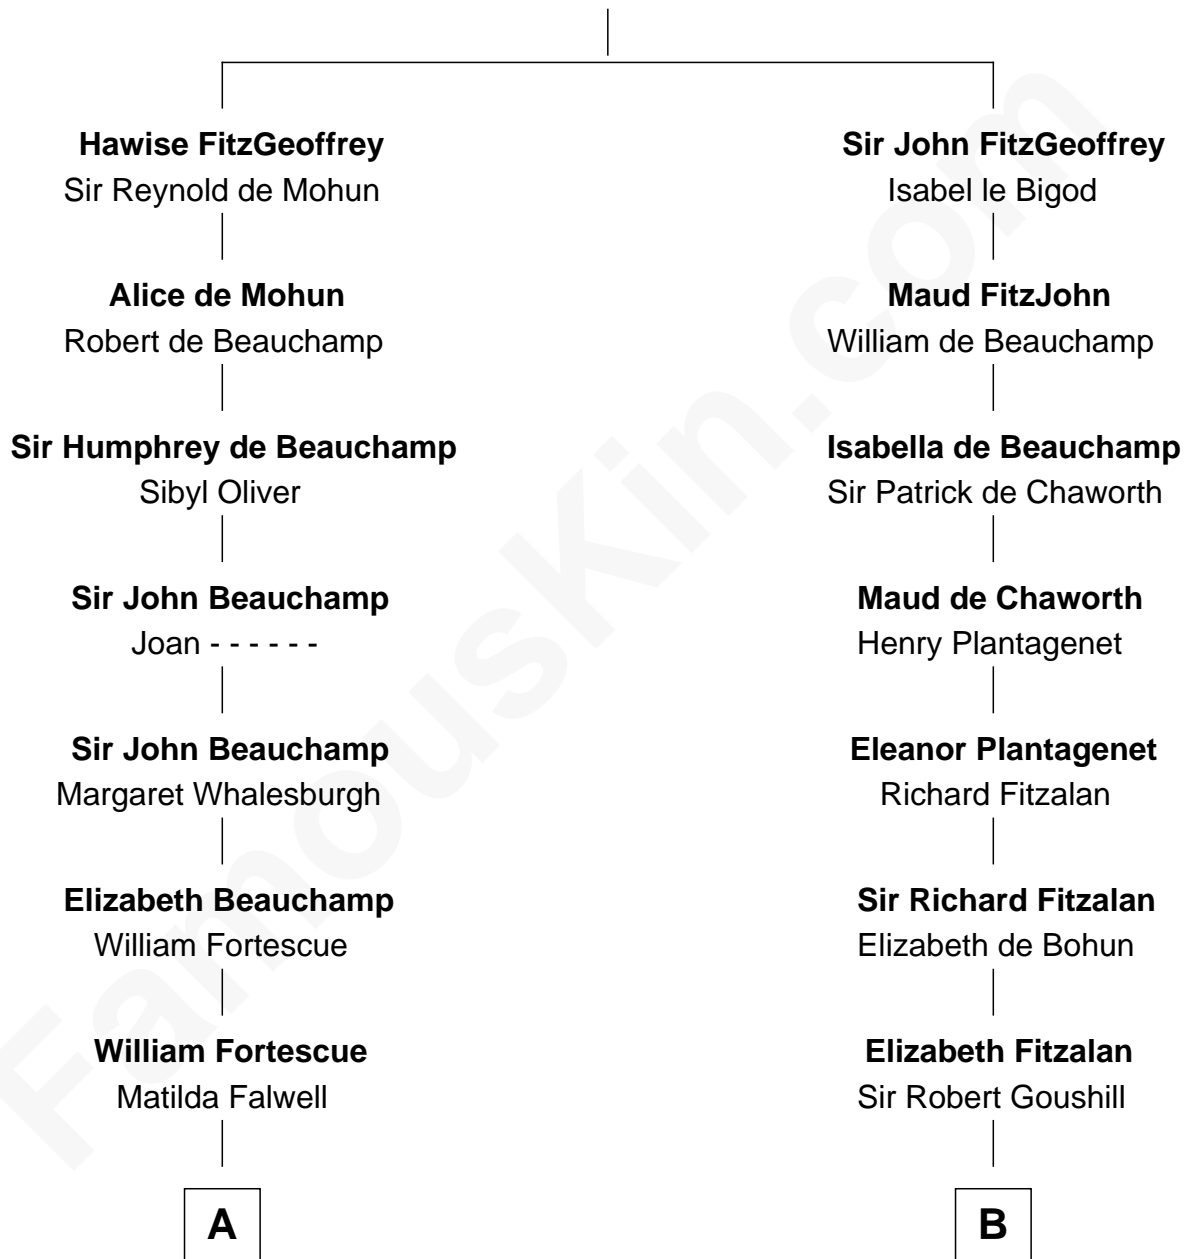 Hawise FitzGeoffrey
Sir Reynold de Mohun
Alice de Mohun
Robert de Beauchamp
Sir Humphrey de Beauchamp
Sibyl Oliver
Sir John Beauchamp
Joan - - - - - -
Sir John Beauchamp
Margaret Whalesburgh
Elizabeth Beauchamp
William Fortescue
William Fortescue
Matilda Falwell
A
Sir John FitzGeoffrey
Isabel le Bigod
Maud FitzJohn
William de Beauchamp
Isabella de Beauchamp
Sir Patrick de Chaworth
Maud de Chaworth
Henry Plantagenet
Eleanor Plantagenet
Richard Fitzalan
Sir Richard Fitzalan
Elizabeth de Bohun
Elizabeth Fitzalan
Sir Robert Goushill
B
FamousKin.com